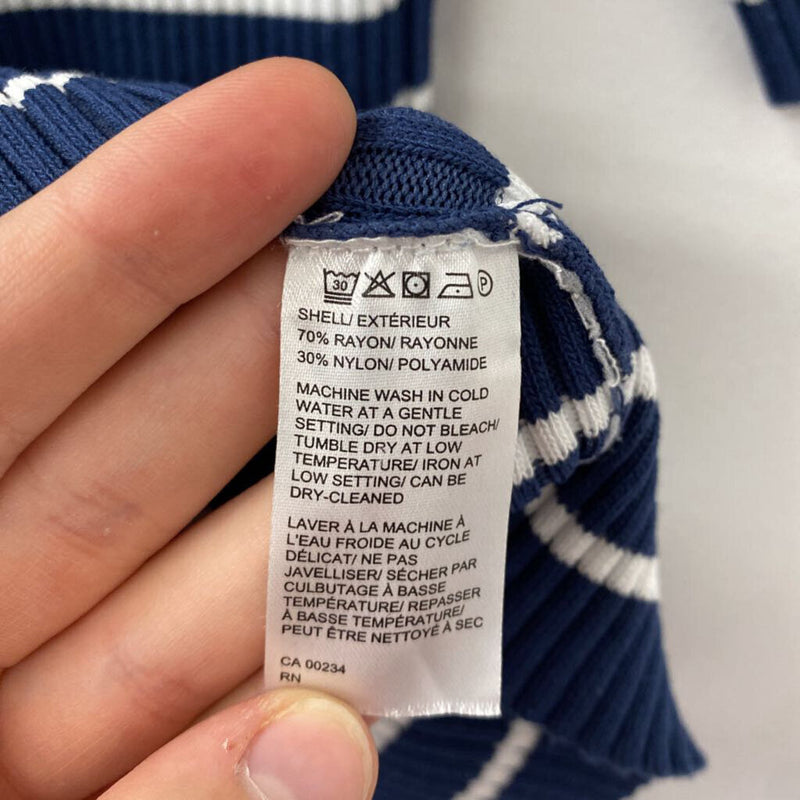 30 P
SHELL/ EXTÉRIEUR
70% RAYON/ RAYONNE
30% NYLON/ POLYAMIDE
MACHINE WASH IN COLD
WATER AT A GENTLE
SETTING/ DO NOT BLEACH/
TUMBLE DRY AT LOW
TEMPERATURE/ IRON AT
LOW SETTING/ CAN BE
DRY-CLEANED
LAVER À LA MACHINE À
L'EAU FROIDE AU CYCLE
DÉLICAT/ NE PAS
JAVELLISER/ SÉCHER PAR
CULBUTAGE À BASSE
TEMPÉRATURE/ REPASSER
À BASSE TEMPÉRATURE/
PEUT ÊTRE NETTOYÉ À SEC
CA 00234
RN